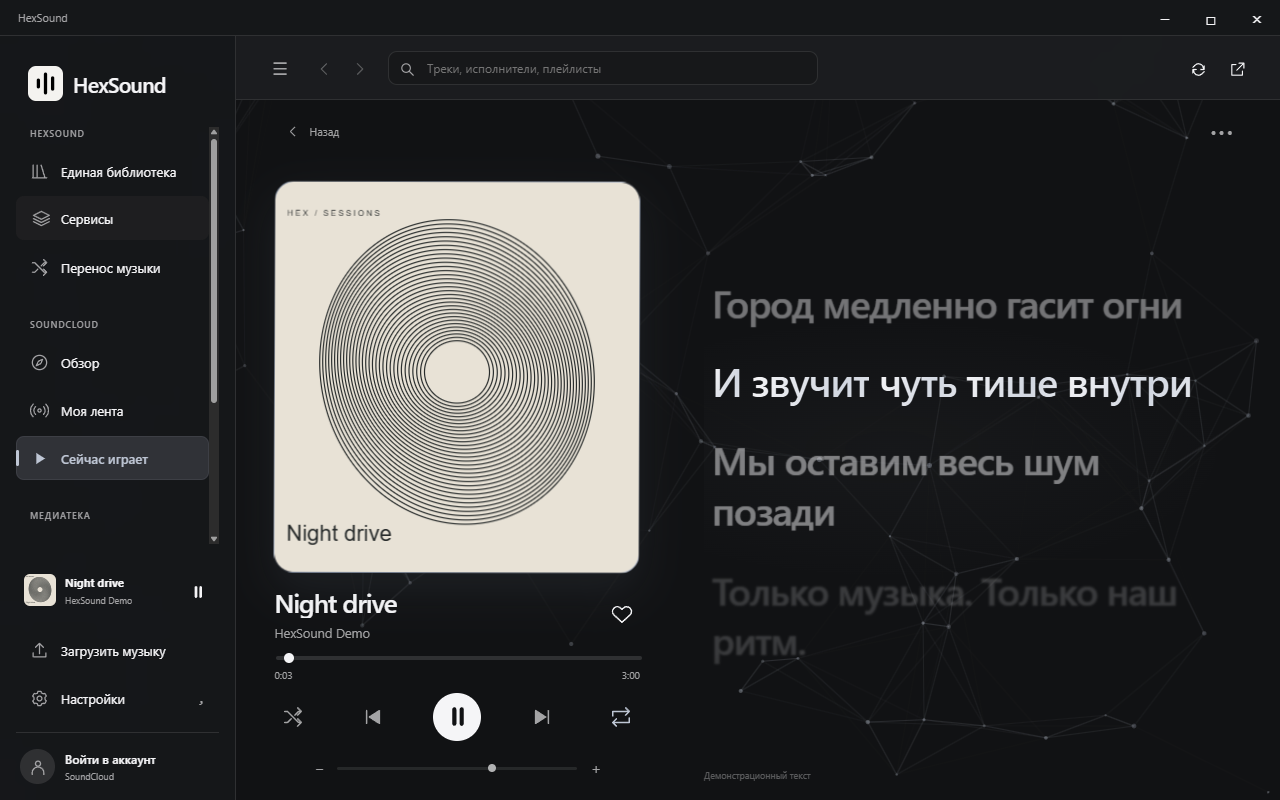 HexSound
HexSound
Треки, исполнители, плейлисты
HEXSOUND
Единая библиотека
Сервисы
Перенос музыки
SOUNDCLOUD
Обзор
Моя лента
Сейчас играет
МЕДИАТЕКА
Night drive
HexSound Demo
Загрузить музыку
Настройки
,
Войти в аккаунт
SoundCloud
Назад
HEX / SESSIONS
Night drive
Night drive
HexSound Demo
0:03
3:00
Город медленно гасит огни
И звучит чуть тише внутри
Мы оставим весь шум
позади
Только музыка. Только наш
ритм.
Демонстрационный текст